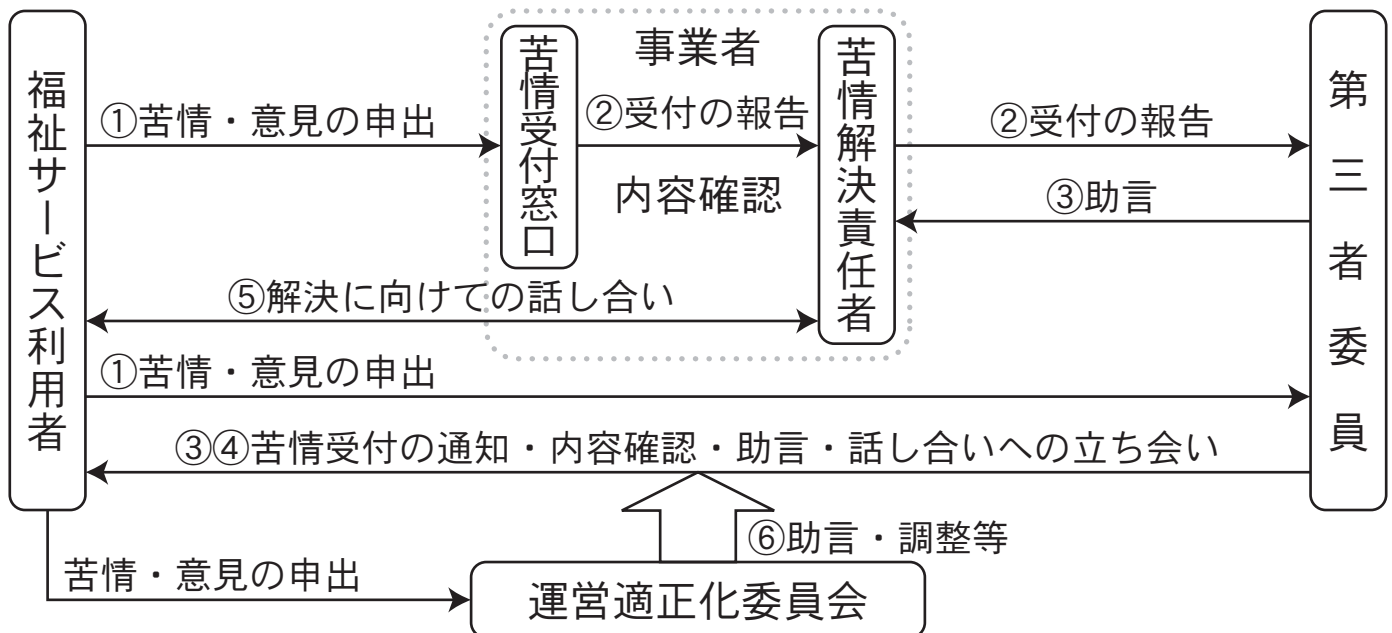 福祉サービス利用者
①苦情・意見の申出
苦情受付窓口
事業者
②受付の報告
内容確認
苦情解決責任者
②受付の報告
③助言
第三者委員
⑤解決に向けての話し合い
①苦情・意見の申出
③④苦情受付の通知・内容確認・助言・話し合いへの立ち会い
⑥助言・調整等
苦情・意見の申出
運営適正化委員会